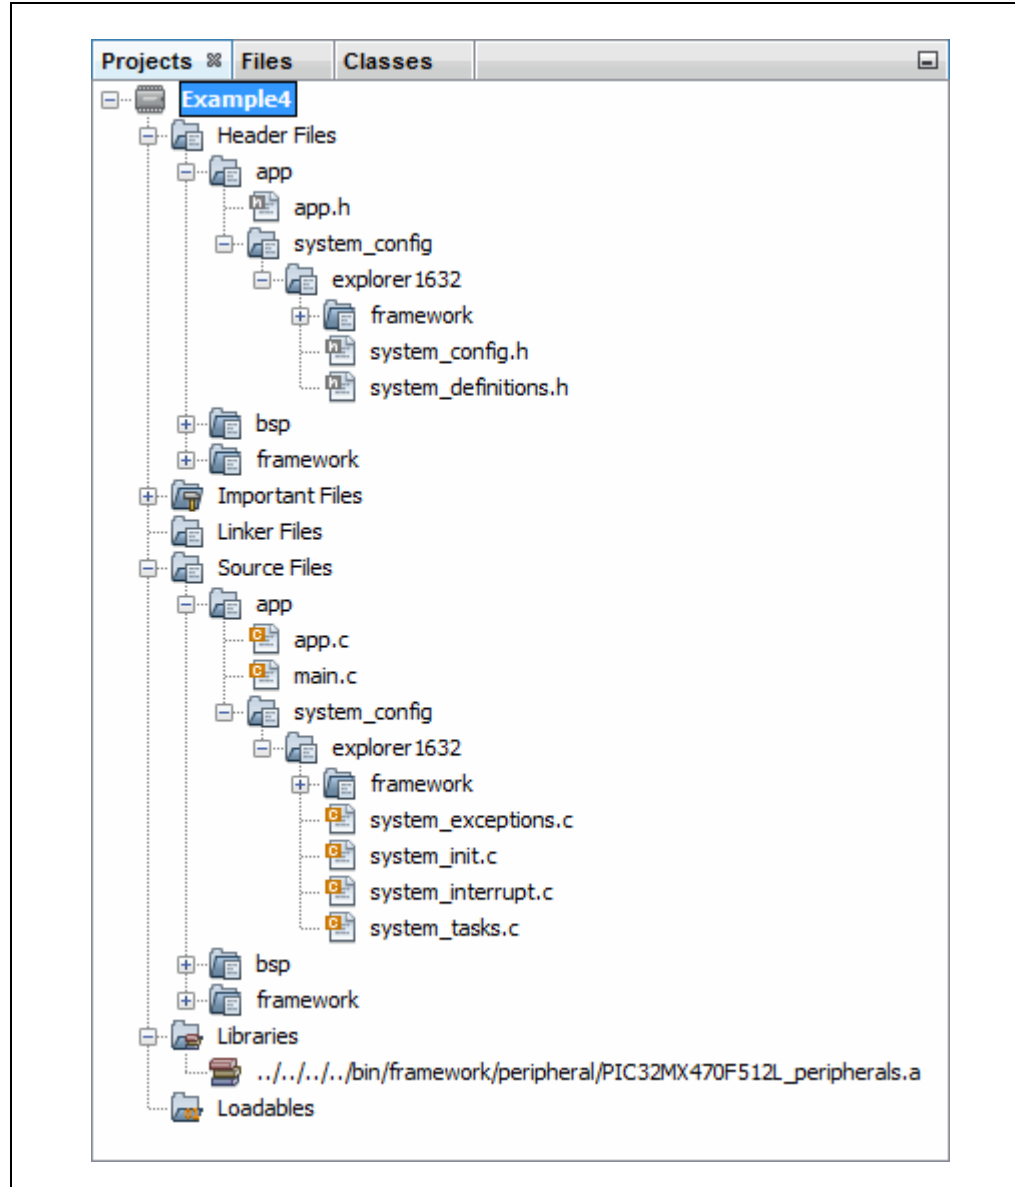 Projects Files Classes
Example4
Header Files
app
app.h
system_config
explorer1632
framework
system_config.h
system_definitions.h
bsp
framework
Important Files
Linker Files
Source Files
app
app.c
main.c
system_config
explorer1632
framework
system_exceptions.c
system_init.c
system_interrupt.c
system_tasks.c
bsp
framework
Libraries
../../../../bin/framework/peripheral/PIC32MX470F512L_peripherals.a
Loadables